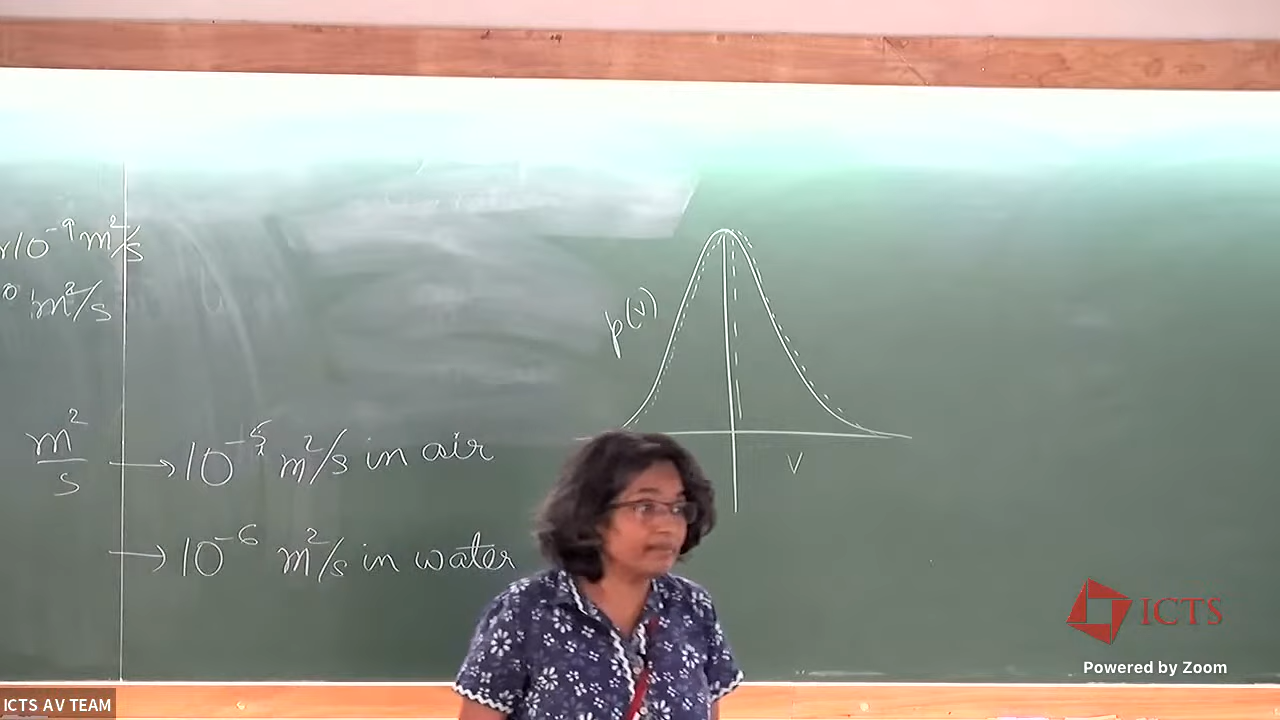 10⁻⁹ m²/s
m²/s
m²/s → 10⁻⁵ m²/s in air
→ 10⁻⁶ m²/s in water
p(v)
v
ICTS
Powered by Zoom
ICTS AV TEAM